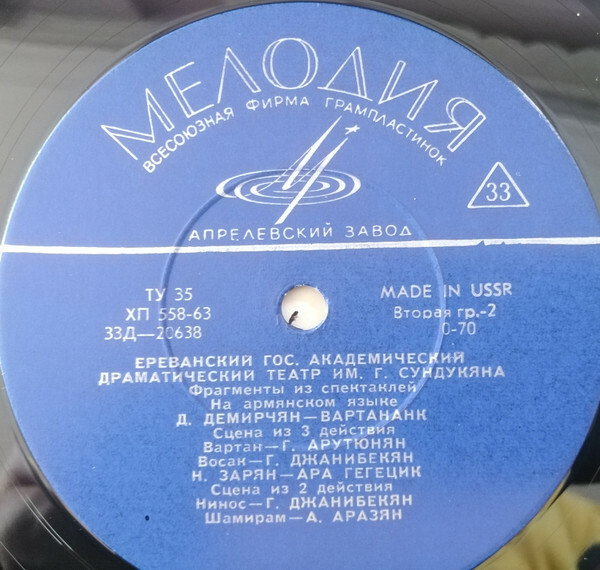 МЕЛОДИЯ
ВСЕСОЮЗНАЯ ФИРМА ГРАМПЛАСТИНОК
33
АПРЕЛЕВСКИЙ ЗАВОД
ТУ 35
ХП 558-63
33Д—20638
MADE IN USSR
Вторая гр.-2
0-70
ЕРЕВАНСКИЙ ГОС. АКАДЕМИЧЕСКИЙ
ДРАМАТИЧЕСКИЙ ТЕАТР ИМ. Г. СУНДУКЯНА
Фрагменты из спектаклей
На армянском языке
Д. ДЕМИРЧЯН—ВАРТАНАНК
Сцена из 3 действия
Вартан—Г. АРУТЮНЯН
Восак—Г. ДЖАНИБЕКЯН
Н. ЗАРЯН—АРА ГЕГЕЦИК
Сцена из 2 действия
Нинос—Г. ДЖАНИБЕКЯН
Шамирам—А. АРАЗЯН